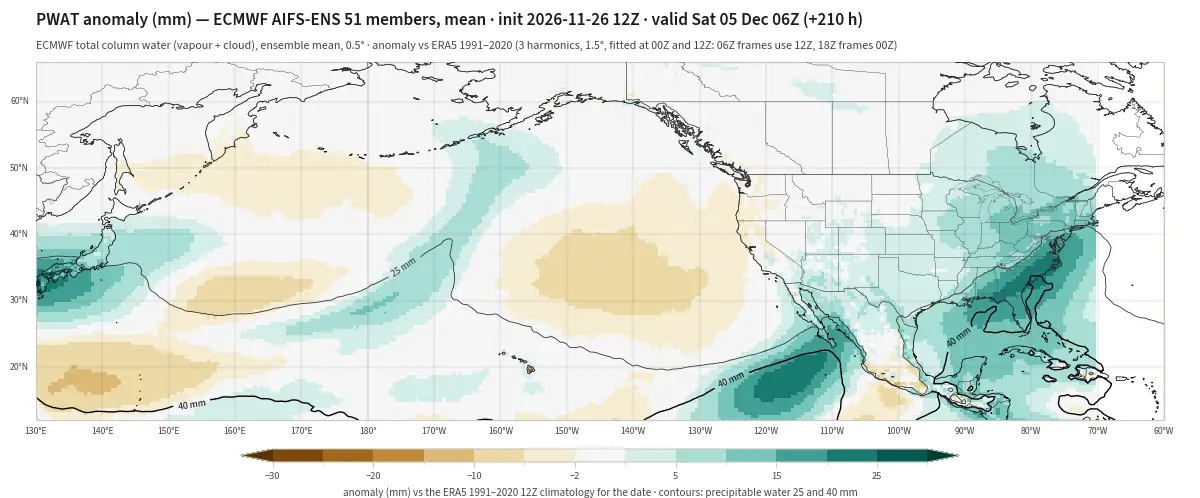 PWAT anomaly (mm) — ECMWF AIFS-ENS 51 members, mean · init 2026-11-26 12Z · valid Sat 05 Dec 06Z (+210 h)
ECMWF total column water (vapour + cloud), ensemble mean, 0.5° · anomaly vs ERA5 1991–2020 (3 harmonics, 1.5°, fitted at 00Z and 12Z: 06Z frames use 12Z, 18Z frames 00Z)
60°N
50°N
40°N
30°N
20°N
25 mm
40 mm
40 mm
40 mm
130°E 140°E 150°E 160°E 170°E 180° 170°W 160°W 150°W 140°W 130°W 120°W 110°W 100°W 90°W 80°W 70°W 60°W
−30 −20 −10 −2 5 15 25
anomaly (mm) vs the ERA5 1991–2020 12Z climatology for the date · contours: precipitable water 25 and 40 mm